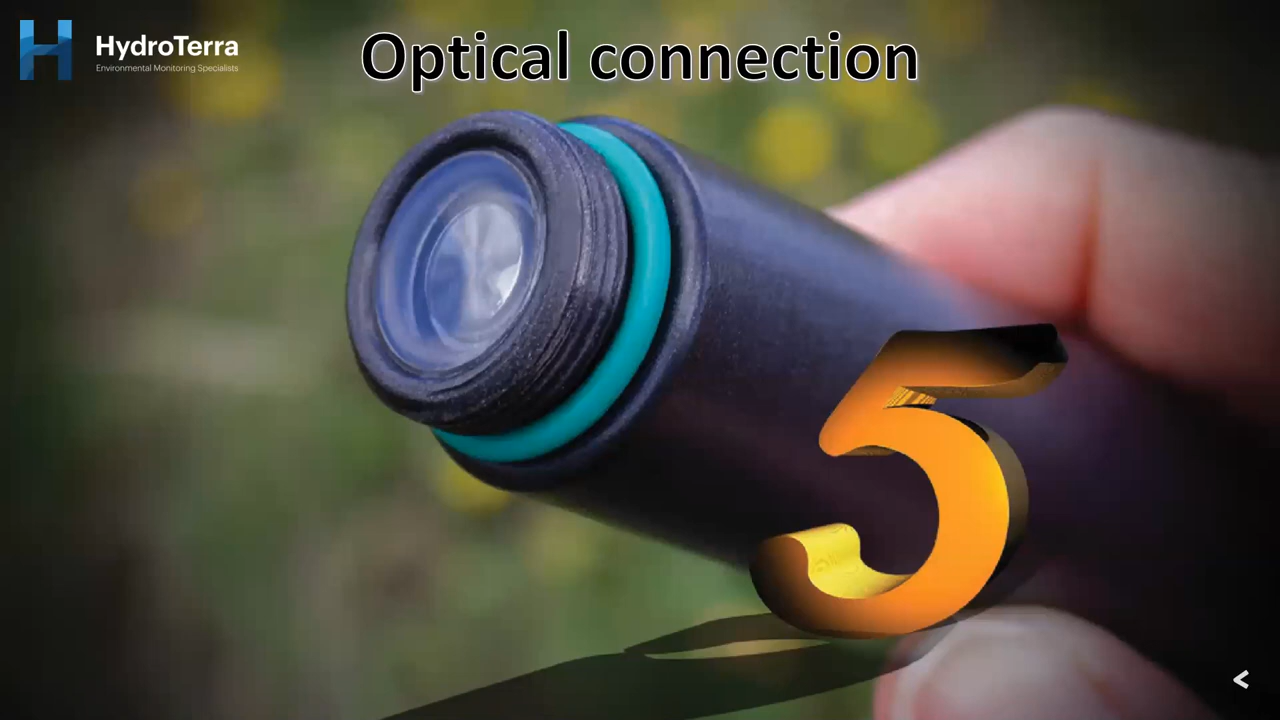 HydroTerra
Environmental Monitoring Specialists
Optical connection
5
<